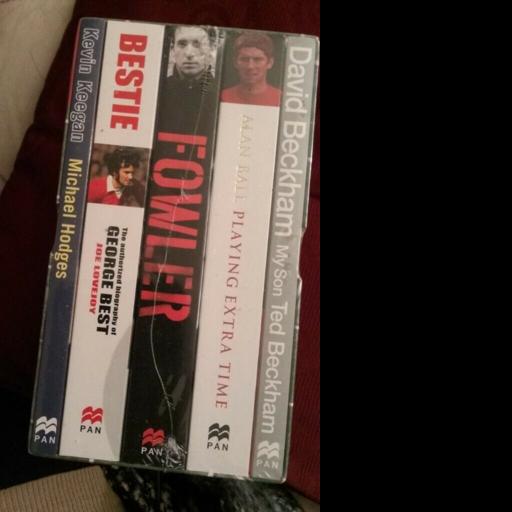 Kevin Keegan Michael Hodges
PAN
BESTIE
The authorized biography of
GEORGE BEST
JOE LOVEJOY
PAN
FOWLER
PAN
ALAN BALL PLAYING EXTRA TIME
PAN
David Beckham My Son Ted Beckham
PAN